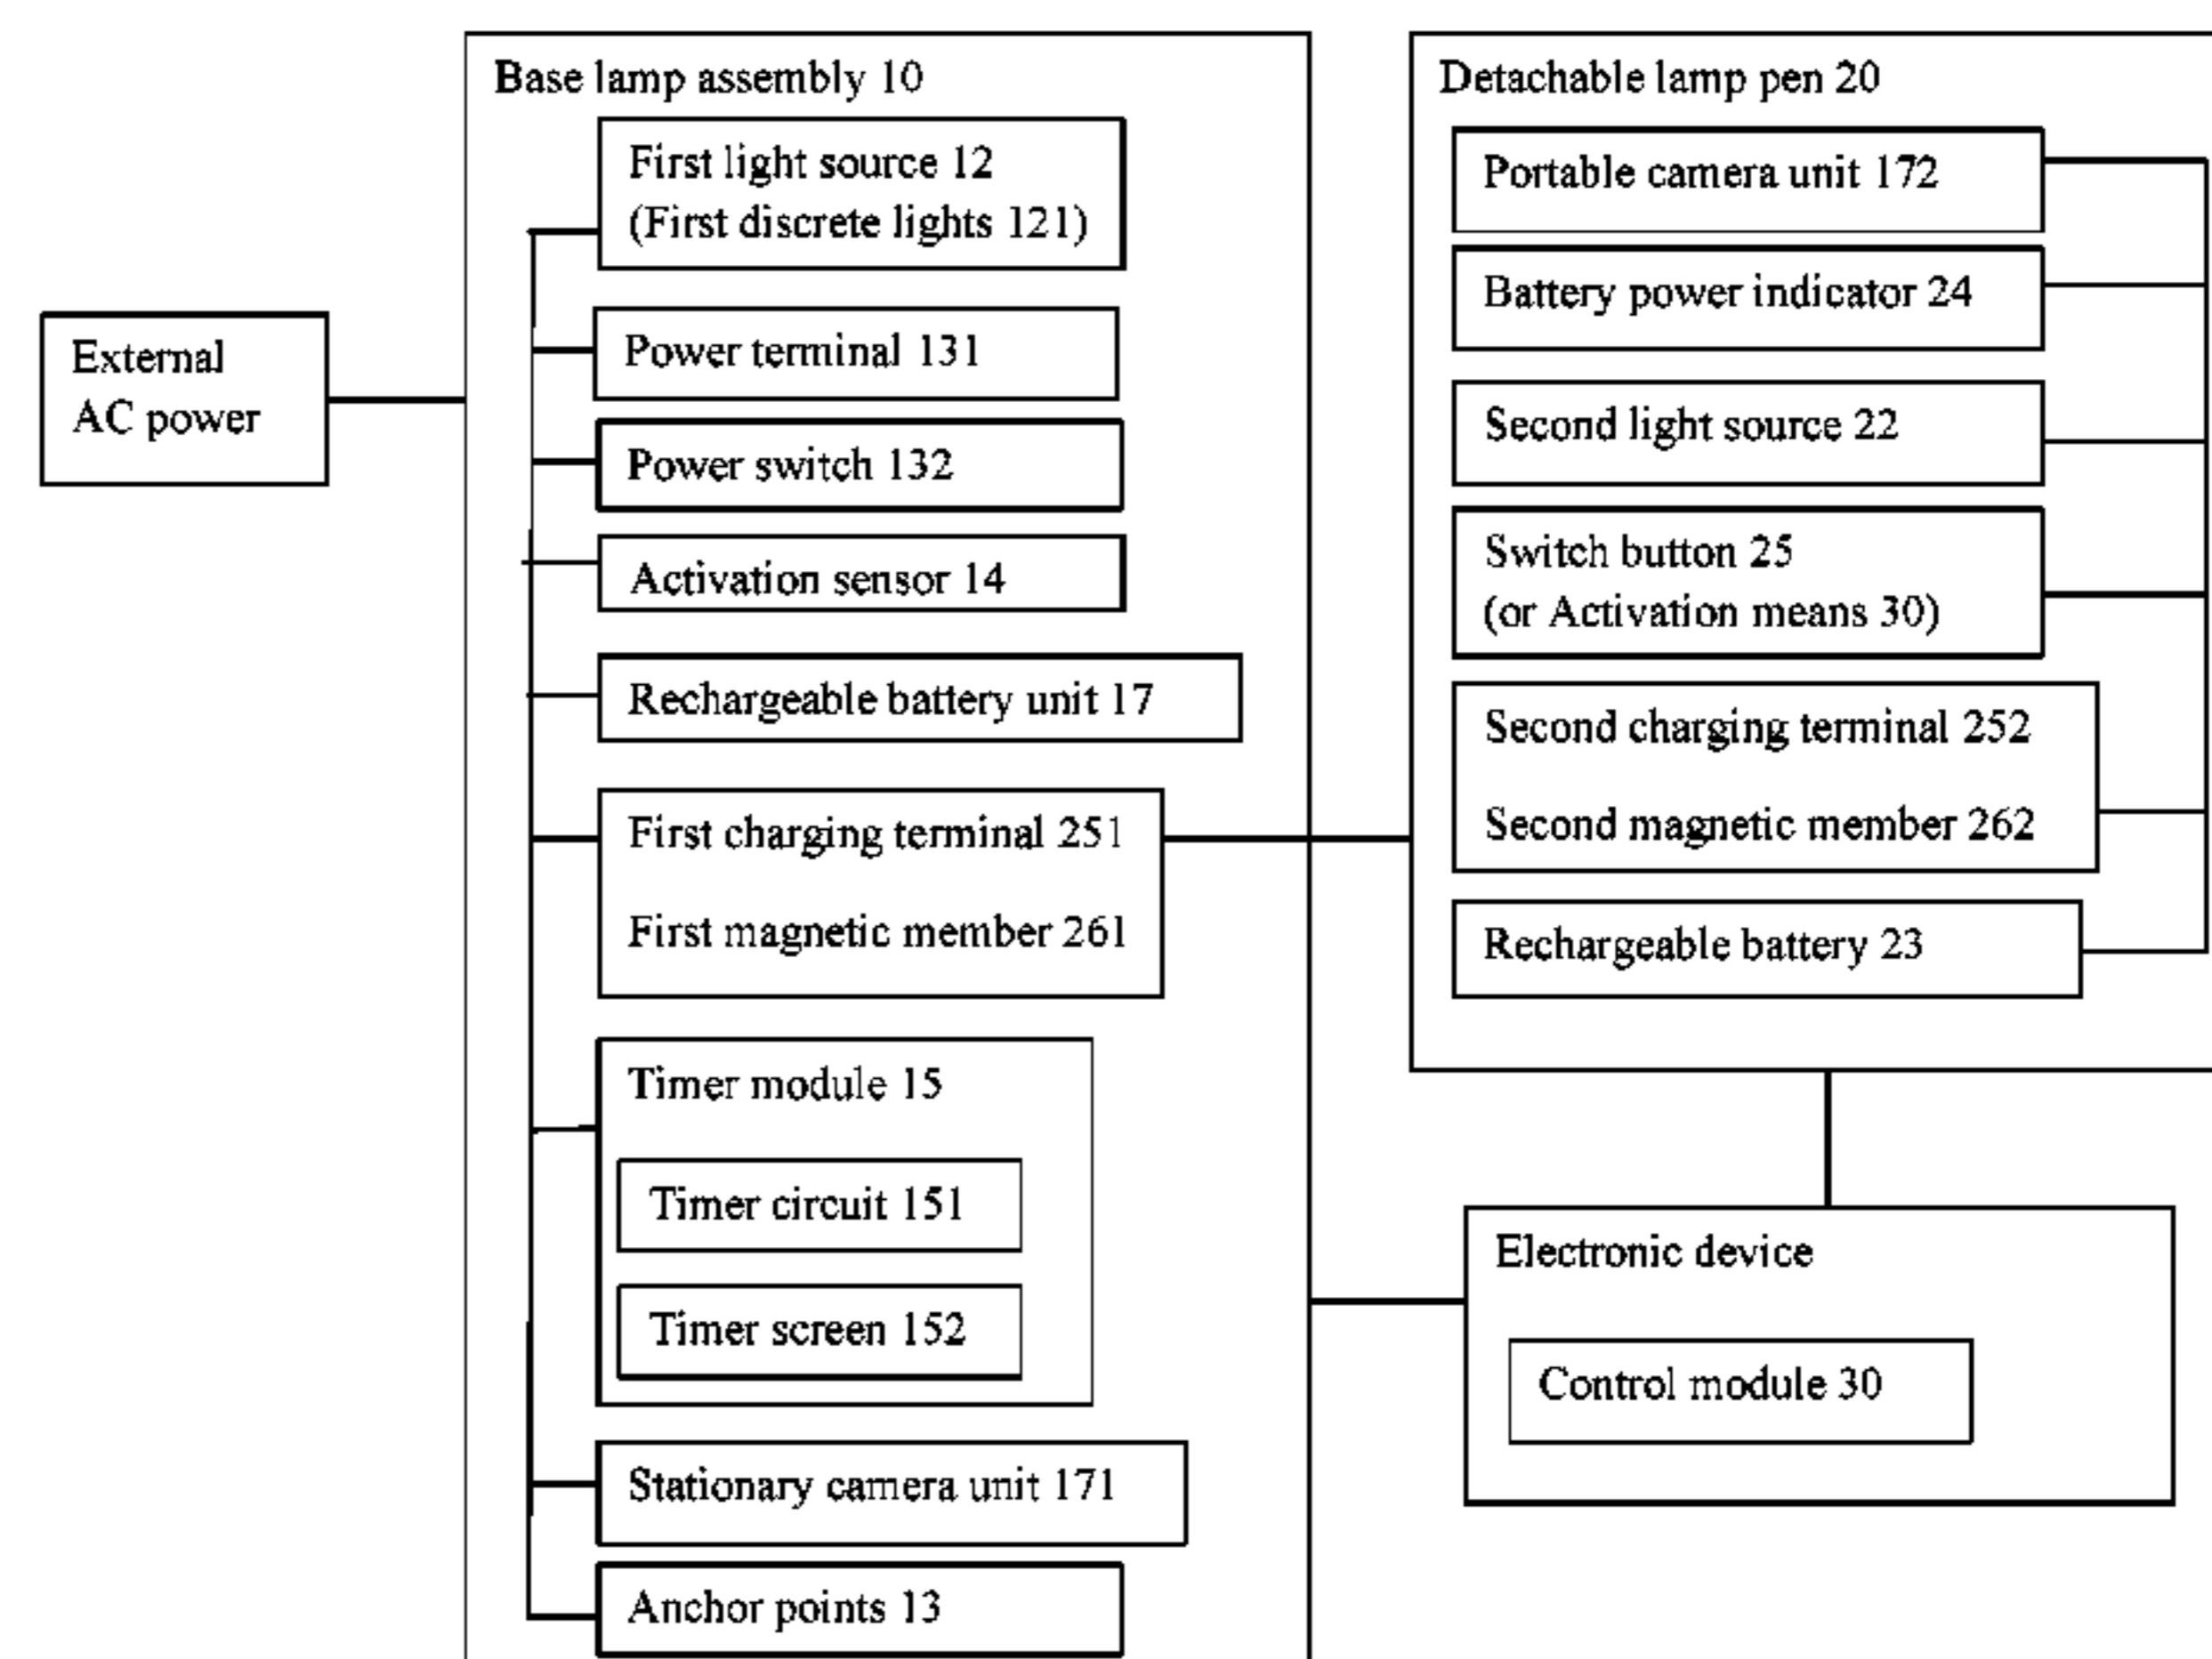 External
AC power
Base lamp assembly 10
First light source 12
(First discrete lights 121)
Power terminal 131
Power switch 132
Activation sensor 14
Rechargeable battery unit 17
First charging terminal 251
First magnetic member 261
Timer module 15
Timer circuit 151
Timer screen 152
Stationary camera unit 171
Anchor points 13
Detachable lamp pen 20
Portable camera unit 172
Battery power indicator 24
Second light source 22
Switch button 25
(or Activation means 30)
Second charging terminal 252
Second magnetic member 262
Rechargeable battery 23
Electronic device
Control module 30